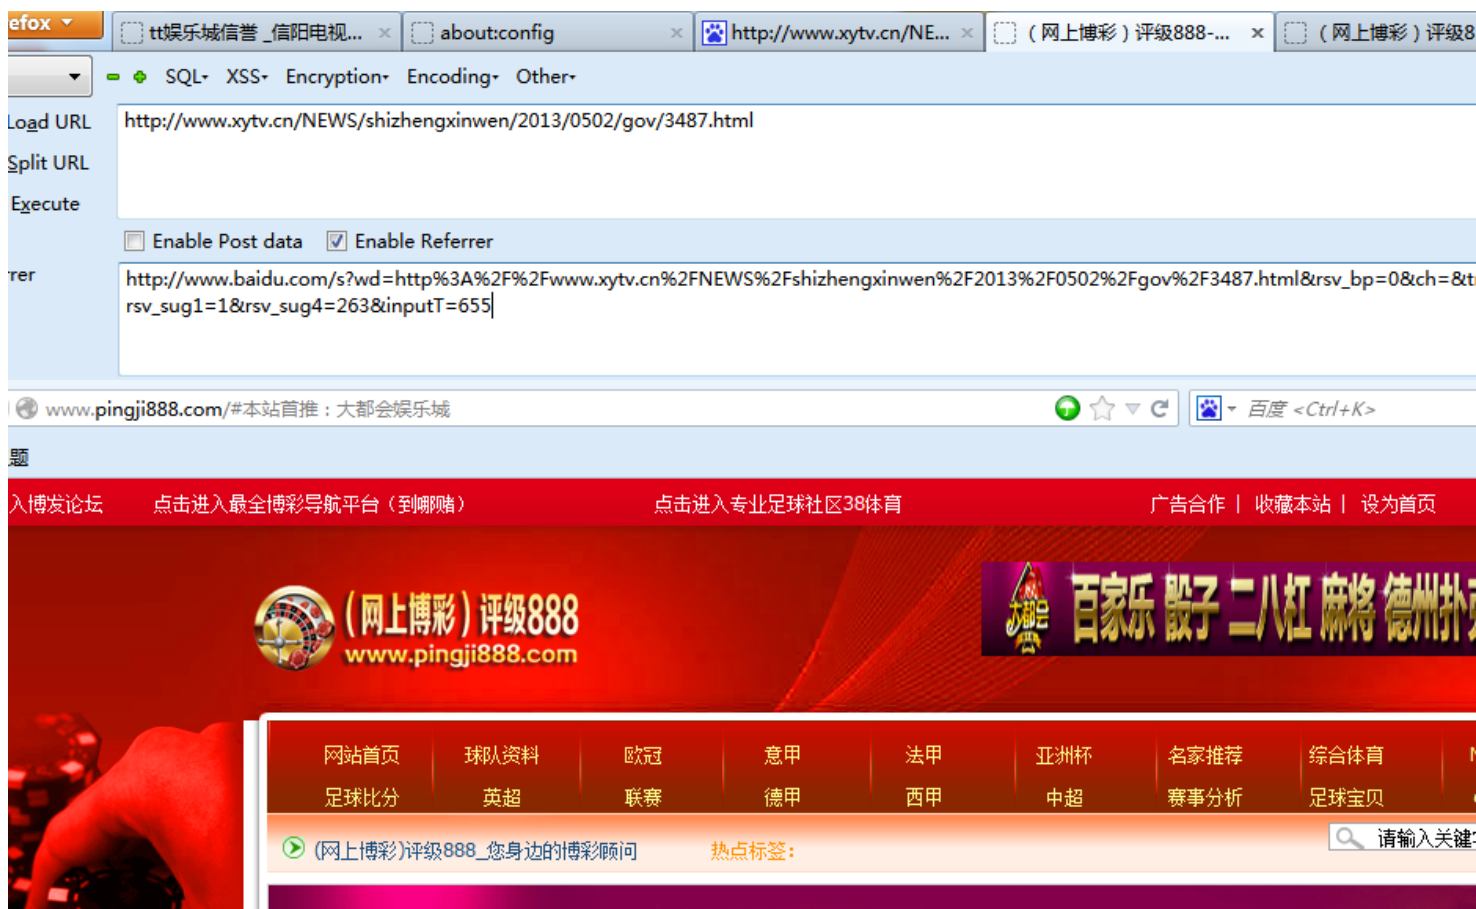 efox
tt娱乐城信誉 _信阳电视... ×
about:config ×
http://www.xytv.cn/NE... ×
（网上博彩）评级888-... ×
（网上博彩）评级8
SQL- XSS- Encryption- Encoding- Other-
Load URL
http://www.xytv.cn/NEWS/shizhengxinwen/2013/0502/gov/3487.html
Split URL
Execute
Enable Post data Enable Referrer
rrer
http://www.baidu.com/s?wd=http%3A%2F%2Fwww.xytv.cn%2FNEWS%2Fshizhengxinwen%2F2013%2F0502%2Fgov%2F3487.html&rsv_bp=0&ch=&t
rsv_sug1=1&rsv_sug4=263&inputT=655
www.pingji888.com/#本站首推：大都会娱乐城
百度 <Ctrl+K>
题
入博发论坛 点击进入最全博彩导航平台（到哪赌） 点击进入专业足球社区38体育 广告合作 | 收藏本站 | 设为首页
（网上博彩）评级888
www.pingji888.com
大都会
百家乐 骰子 二八杠 麻将 德州扑
网站首页 球队资料 欧冠 意甲 法甲 亚洲杯 名家推荐 综合体育
足球比分 英超 联赛 德甲 西甲 中超 赛事分析 足球宝贝
(网上博彩)评级888_您身边的博彩顾问 热点标签：
请输入关键